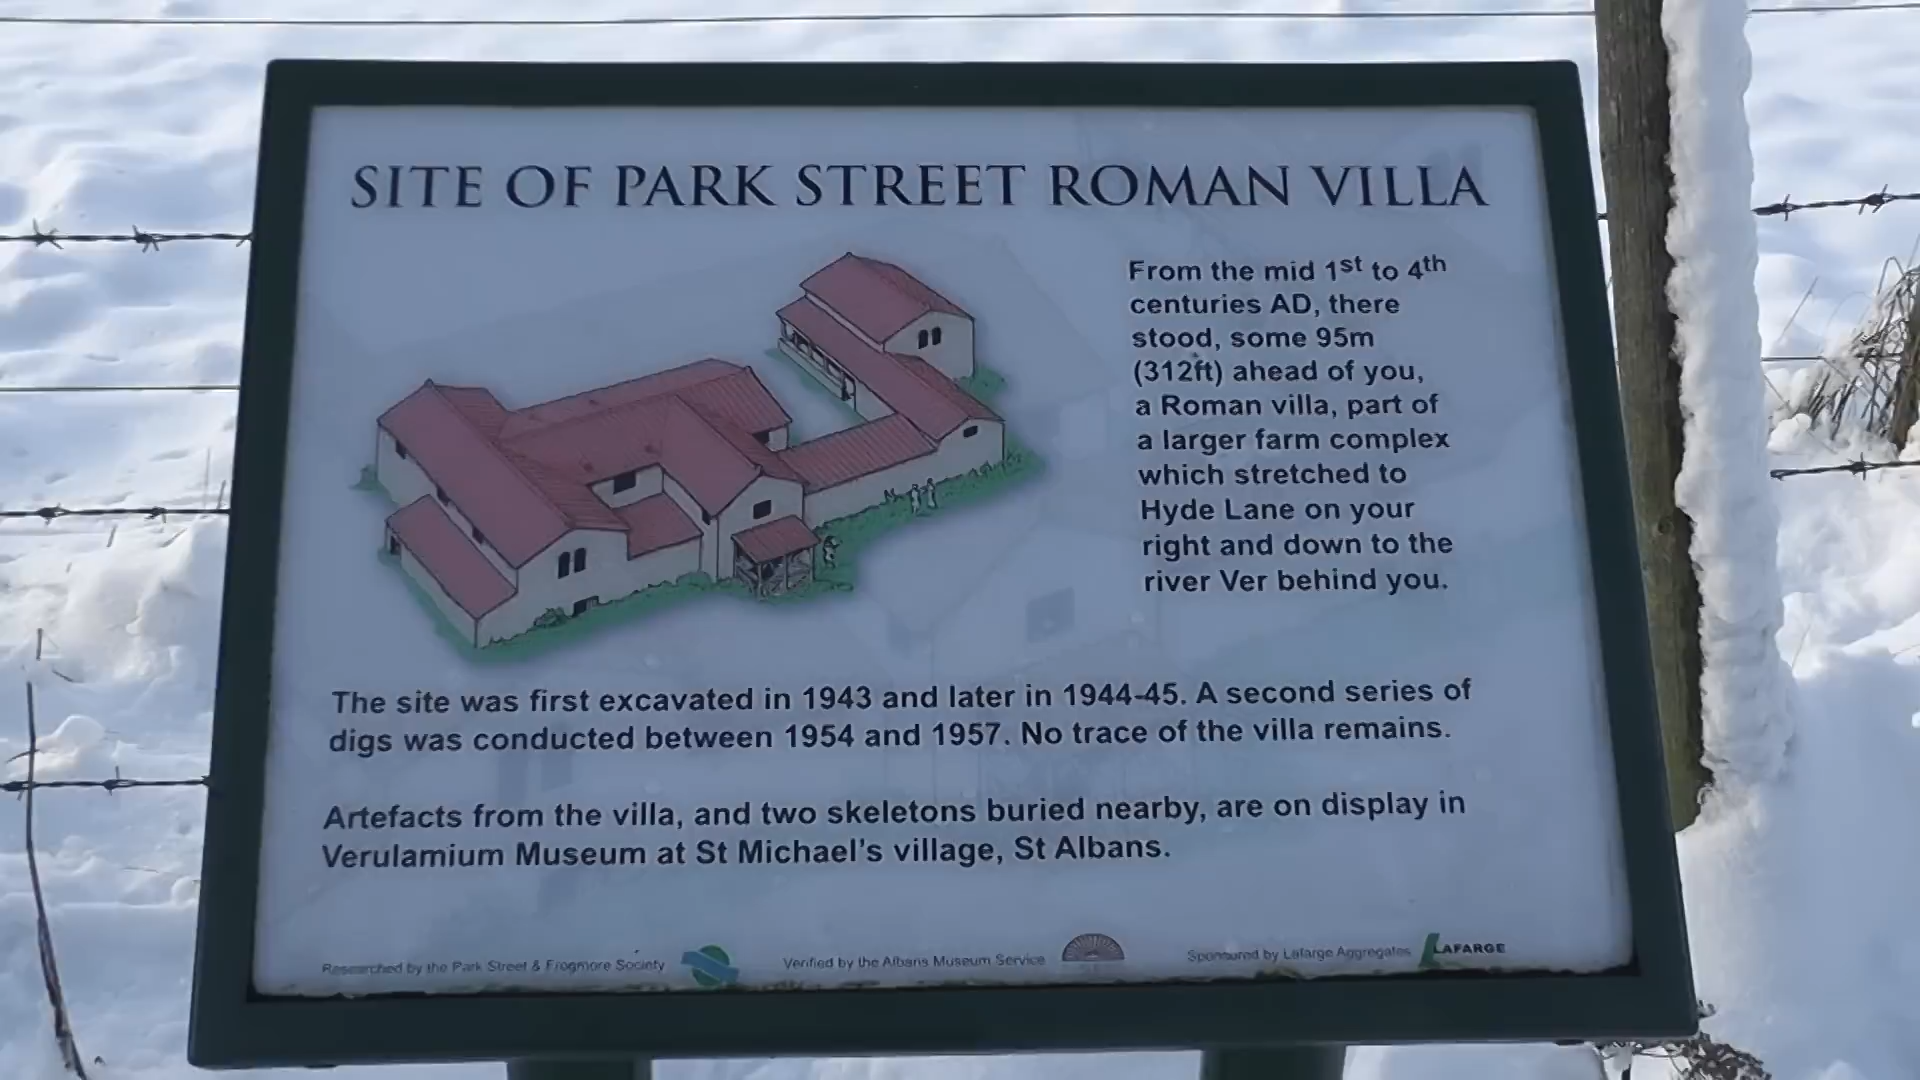 SITE OF PARK STREET ROMAN VILLA
From the mid 1st to 4th
centuries AD, there
stood, some 95m
(312ft) ahead of you,
a Roman villa, part of
a larger farm complex
which stretched to
Hyde Lane on your
right and down to the
river Ver behind you.
The site was first excavated in 1943 and later in 1944-45. A second series of
digs was conducted between 1954 and 1957. No trace of the villa remains.
Artefacts from the villa, and two skeletons buried nearby, are on display in
Verulamium Museum at St Michael's village, St Albans.
Researched by the Park Street & Frogmore Society
Verified by the Albans Museum Service
Sponsored by Lafarge Aggregates
LAFARGE